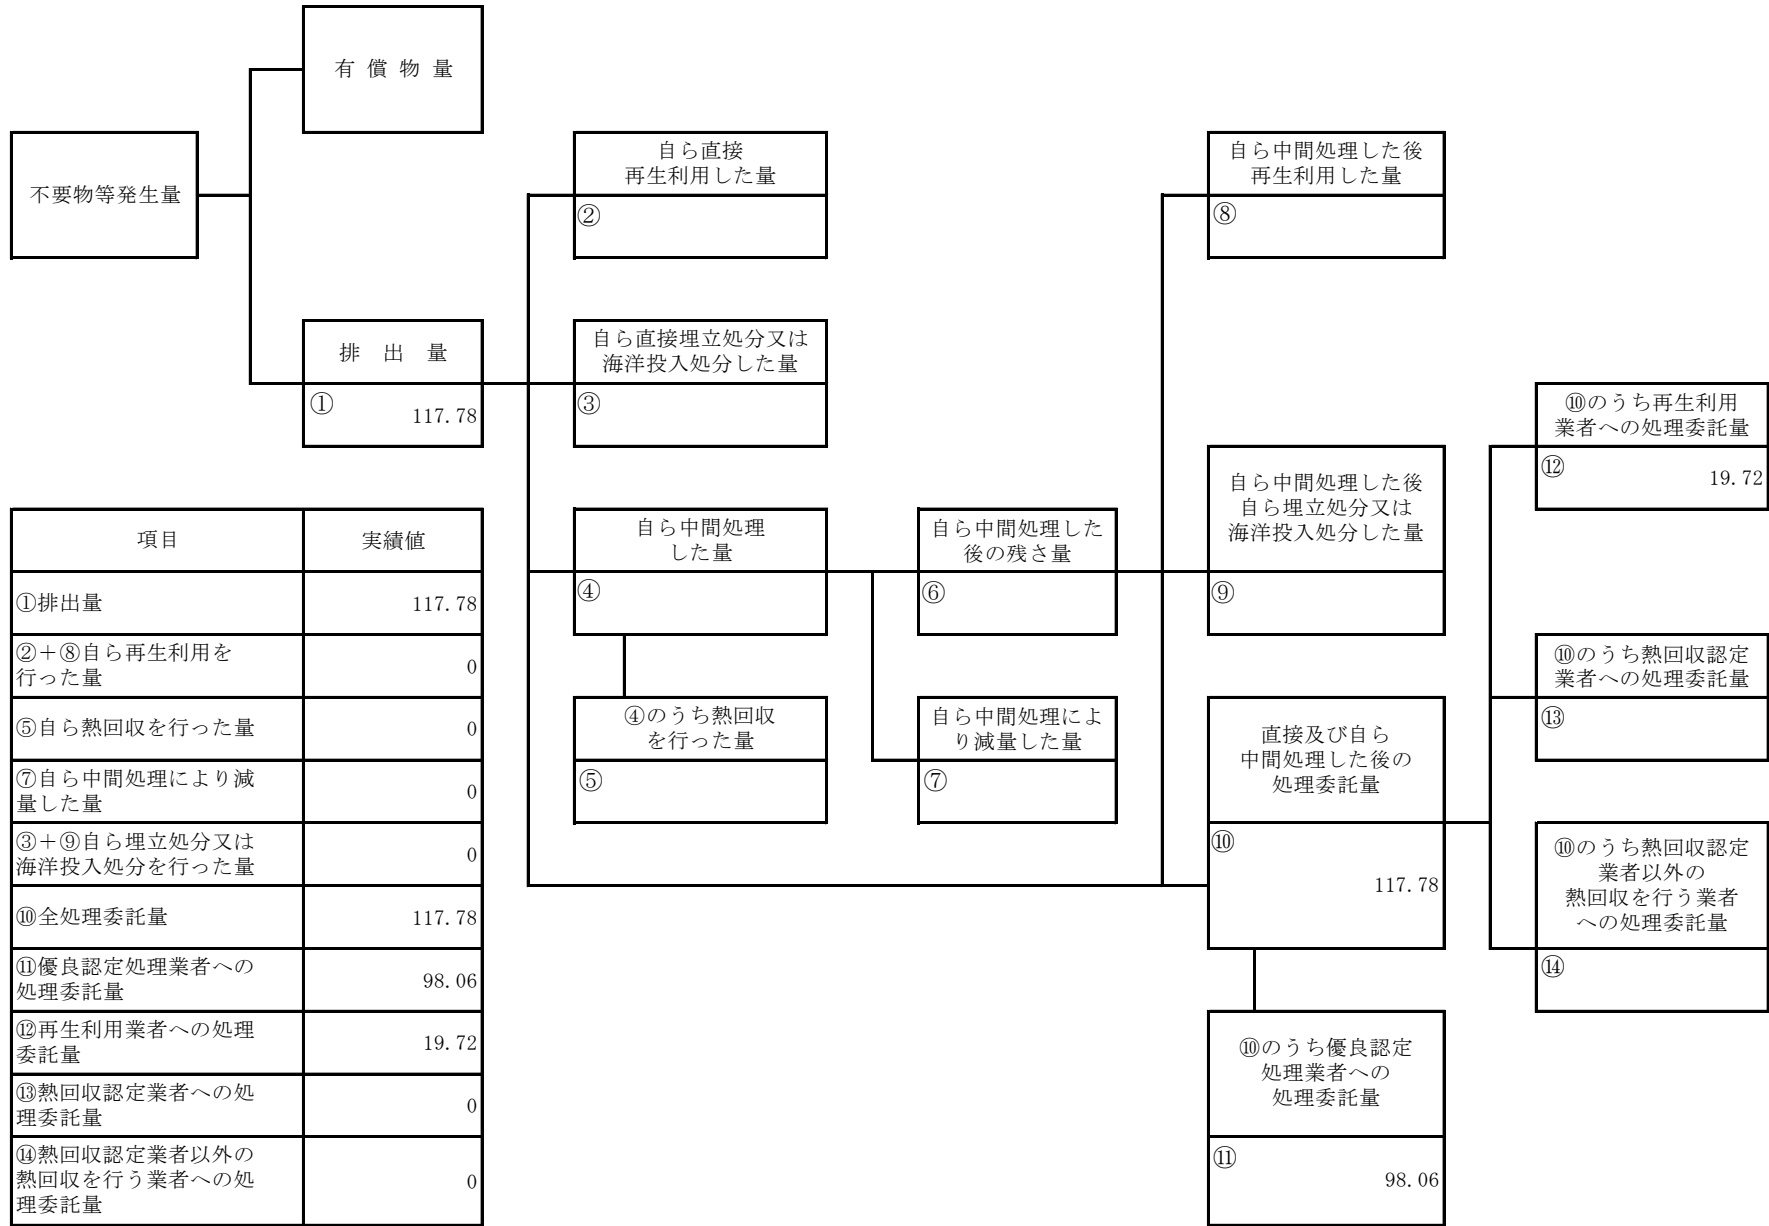 有 償 物 量
不要物等発生量
自ら直接
再生利用した量
②
自ら中間処理した後
再生利用した量
⑧
排 出 量
① 117.78
自ら直接埋立処分又は
海洋投入処分した量
③
⑩のうち再生利用
業者への処理委託量
⑫ 19.72
自ら中間処理した後
自ら埋立処分又は
海洋投入処分した量
⑨
自ら中間処理
した量
④
自ら中間処理した
後の残さ量
⑥
④のうち熱回収
を行った量
⑤
自ら中間処理によ
り減量した量
⑦
直接及び自ら
中間処理した後の
処理委託量
⑩
117.78
⑩のうち熱回収認定
業者への処理委託量
⑬
⑩のうち熱回収認定
業者以外の
熱回収を行う業者
への処理委託量
⑭
⑩のうち優良認定
処理業者への
処理委託量
⑪
98.06
項目 実績値
①排出量 117.78
②+⑧自ら再生利用を
行った量 0
⑤自ら熱回収を行った量 0
⑦自ら中間処理により減
量した量 0
③+⑨自ら埋立処分又は
海洋投入処分を行った量 0
⑩全処理委託量 117.78
⑪優良認定処理業者への
処理委託量 98.06
⑫再生利用業者への処理
委託量 19.72
⑬熱回収認定業者への処
理委託量 0
⑭熱回収認定業者以外の
熱回収を行う業者への処
理委託量 0